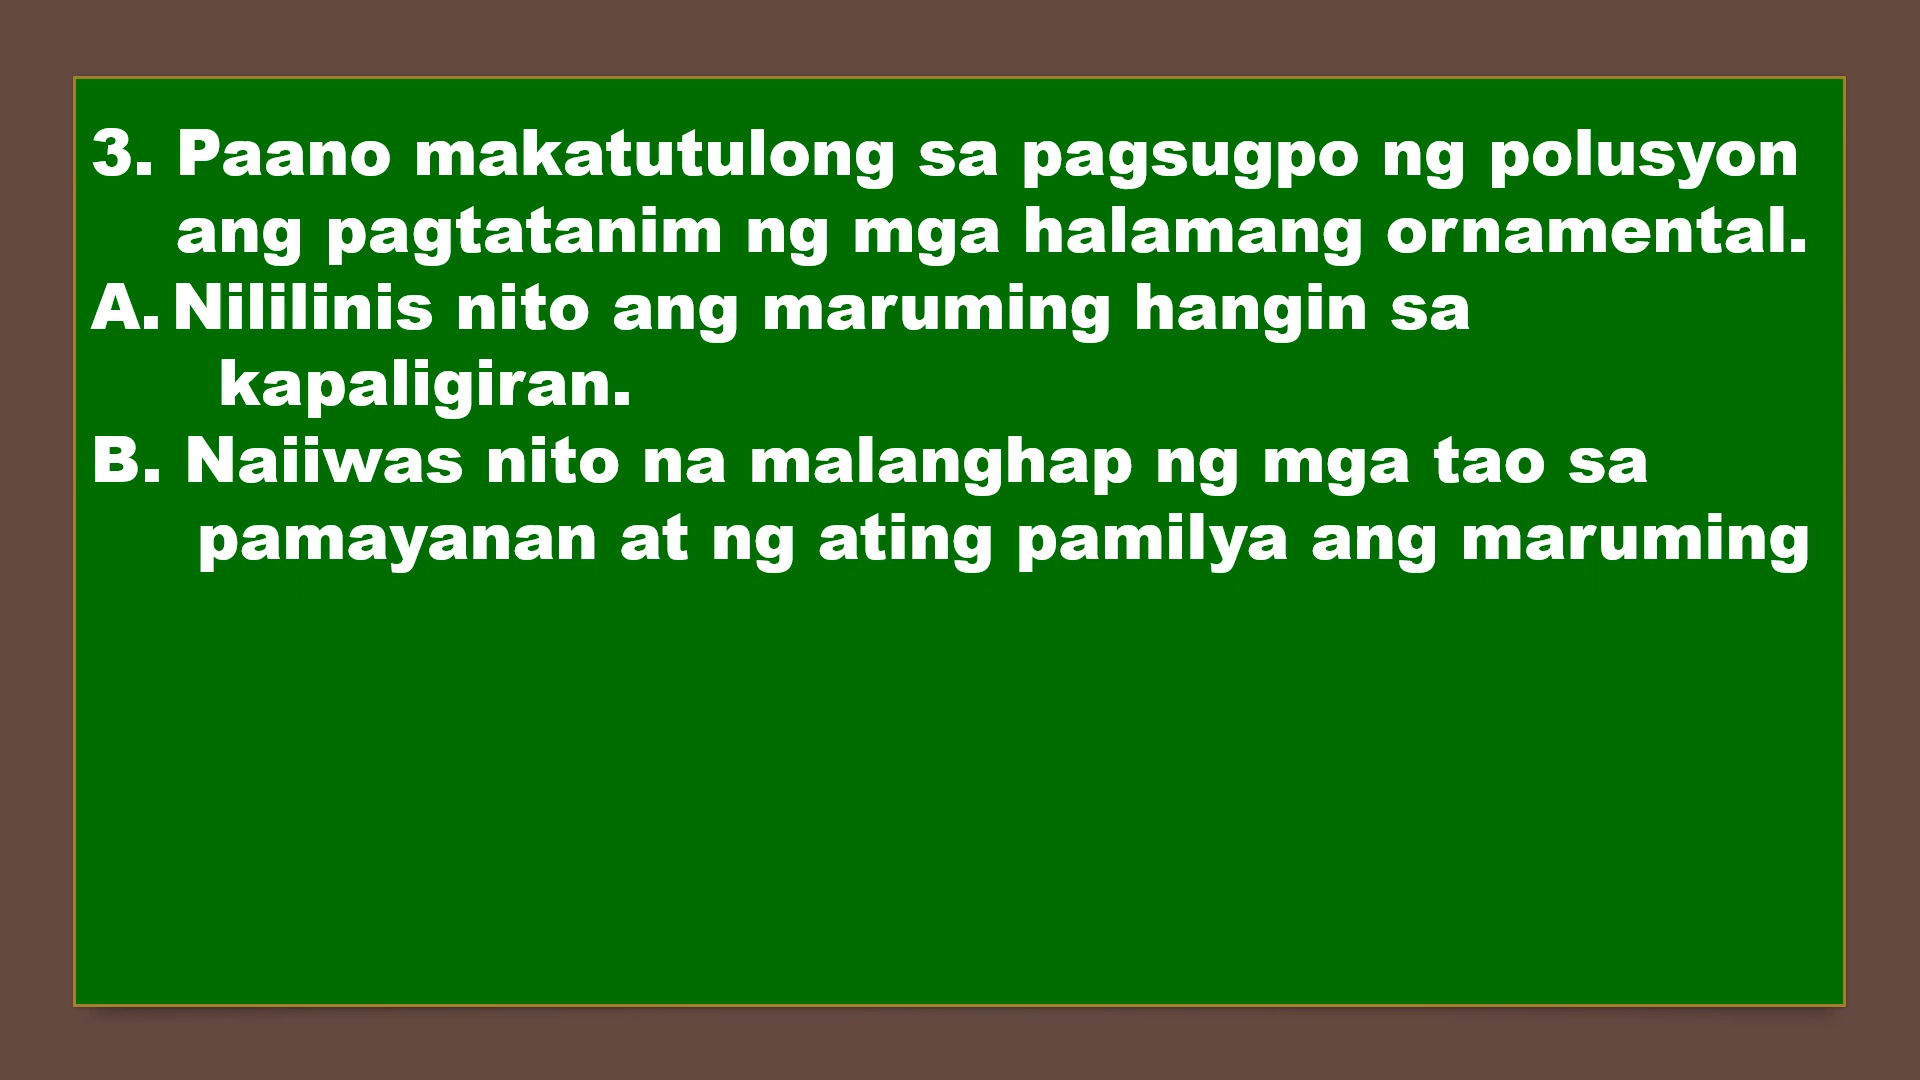 3. Paano makatutulong sa pagsugpo ng polusyon
ang pagtatanim ng mga halamang ornamental.
A. Nililinis nito ang maruming hangin sa
kapaligiran.
B. Naiiwas nito na malanghap ng mga tao sa
pamayanan at ng ating pamilya ang maruming